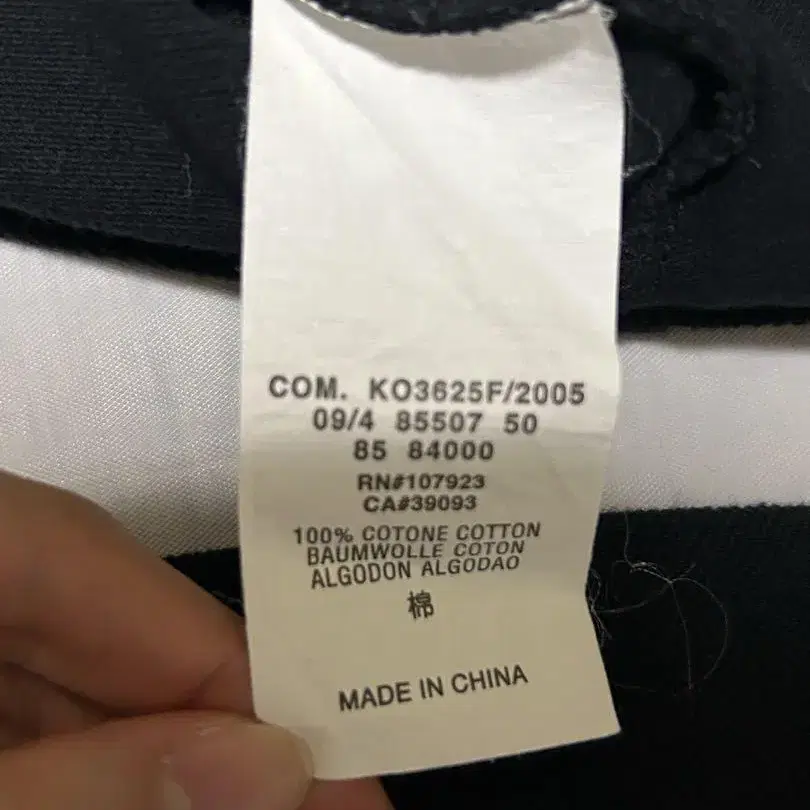 COM. KO3625F/2005
09/4 85507 50
85 84000
RN#107923
CA#39093
100% COTONE COTTON
BAUMWOLLE COTON
ALGODON ALGODAO
棉
MADE IN CHINA